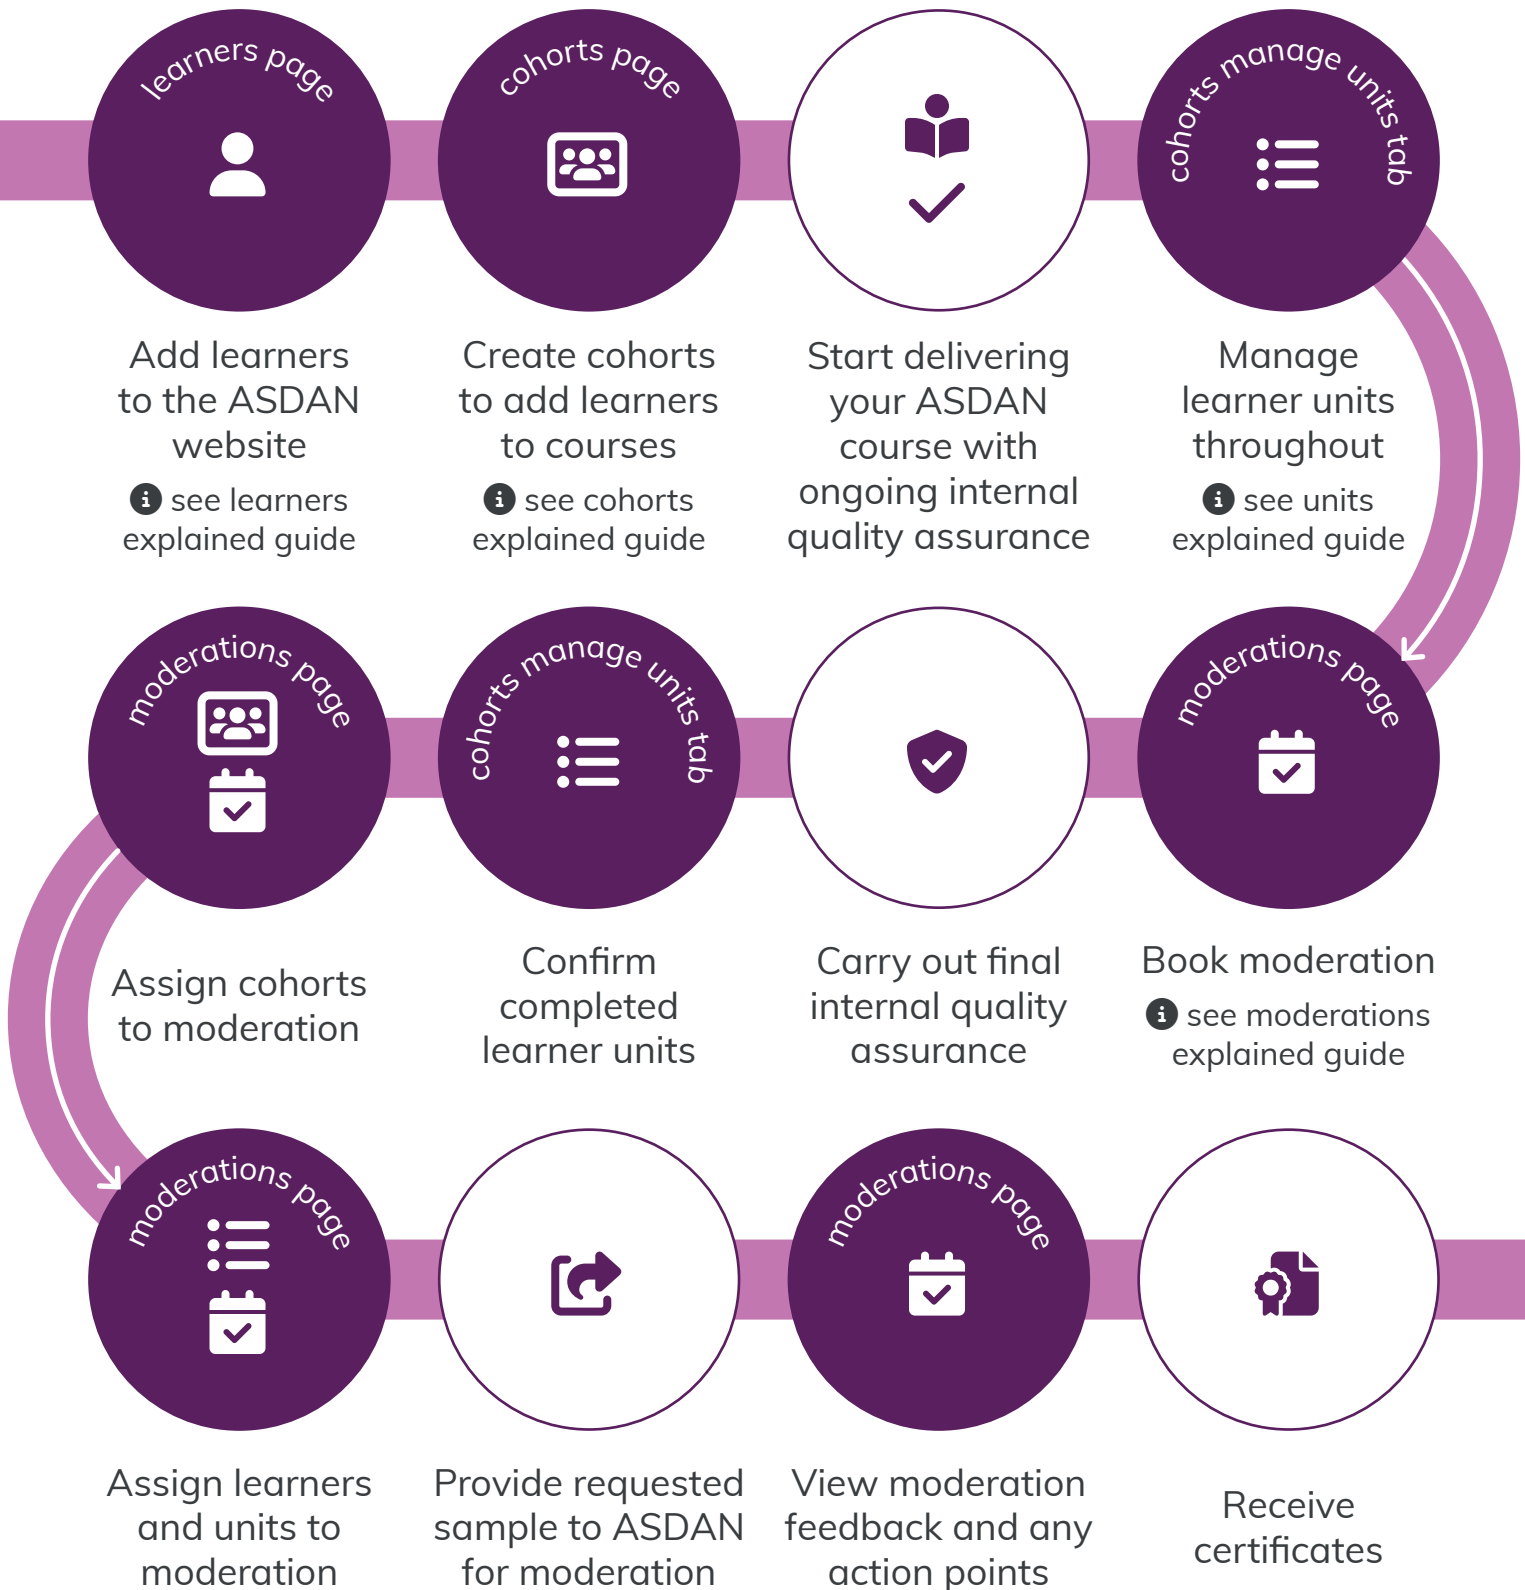 learners page
Add learners
to the ASDAN
website
see learners
explained guide
cohorts page
Create cohorts
to add learners
to courses
see cohorts
explained guide
Start delivering
your ASDAN
course with
ongoing internal
quality assurance
cohorts manage units tab
Manage
learner units
throughout
see units
explained guide
moderations page
Book moderation
see moderations
explained guide
Carry out final
internal quality
assurance
cohorts manage units tab
Confirm
completed
learner units
moderations page
Assign cohorts
to moderation
moderations page
Assign learners
and units to
moderation
Provide requested
sample to ASDAN
for moderation
moderations page
View moderation
feedback and any
action points
Receive
certificates